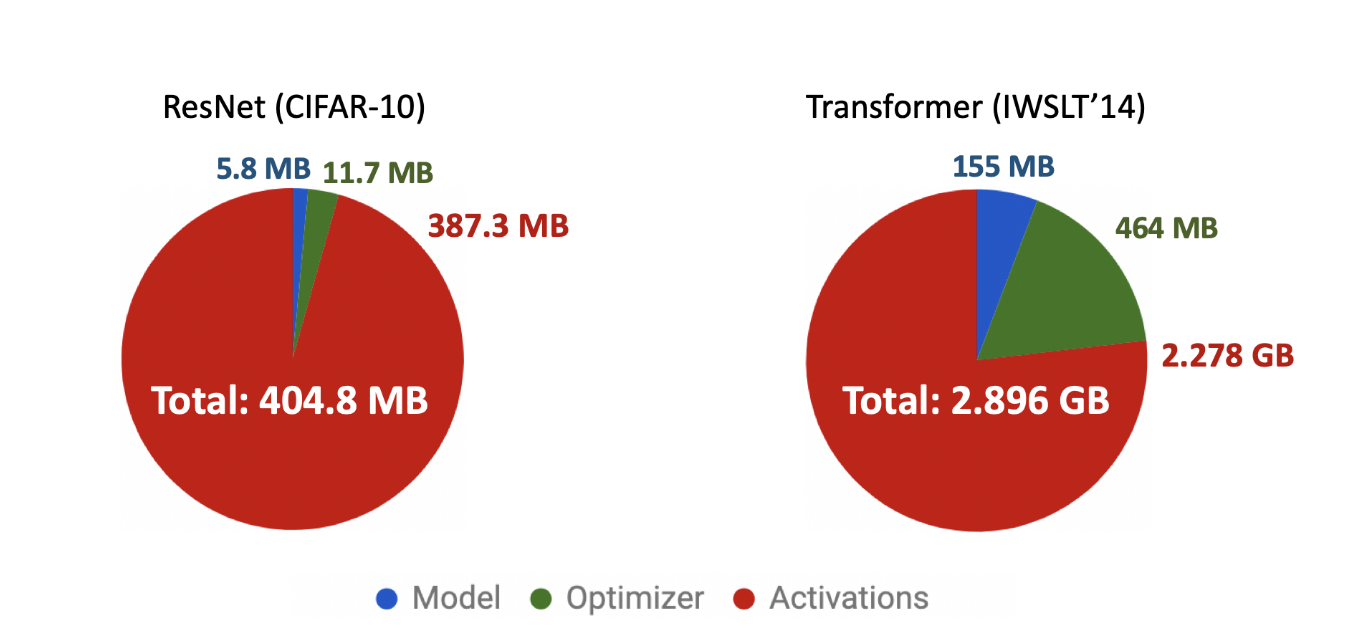 ResNet (CIFAR-10)
5.8 MB
11.7 MB
387.3 MB
Total: 404.8 MB
Transformer (IWSLT’14)
155 MB
464 MB
2.278 GB
Total: 2.896 GB
Model
Optimizer
Activations